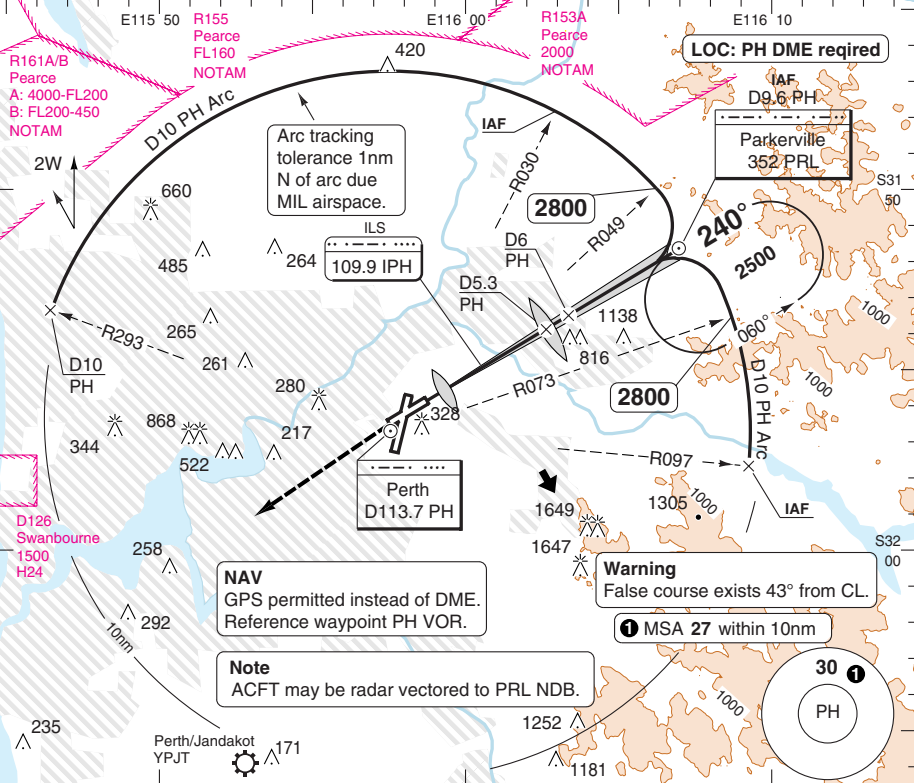 E115 50
E116 00
E116 10
R155
Pearce
FL160
NOTAM
R153A
Pearce
2000
NOTAM
LOC: PH DME reqired
R161A/B
Pearce
A: 4000-FL200
B: FL200-450
NOTAM
420
D10 PH Arc
IAF
D9.6 PH
Parkerville
352 PRL
IAF
Arc tracking
tolerance 1nm
N of arc due
MIL airspace.
2W
R030
S31
50
660
2800
R049
240°
2500
ILS
109.9 IPH
D6
PH
485
264
D5.3
PH
1000
265
R293
1138
060°
816
261
D10
PH
R073
1000
280
2800
D10 PH Arc
328
344
868
522
217
R097
Perth
D113.7 PH
1649
1305
1000
IAF
D126
Swanbourne
1500
H24
1647
S32
00
258
NAV
GPS permitted instead of DME.
Reference waypoint PH VOR.
Warning
False course exists 43° from CL.
292
10nm
1 MSA 27 within 10nm
Note
ACFT may be radar vectored to PRL NDB.
30 1
PH
1000
235
1252
Perth/Jandakot
YPJT
171
1181